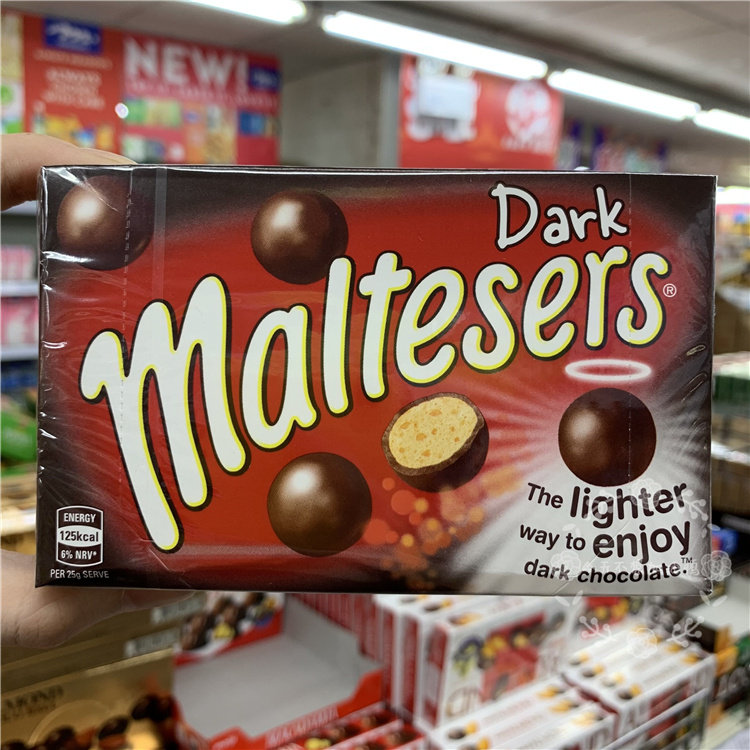 NEW!
Dark
Maltesers®
The lighter
way to enjoy
dark chocolate.™
ENERGY
125kcal
6% NRV*
PER 25g SERVE